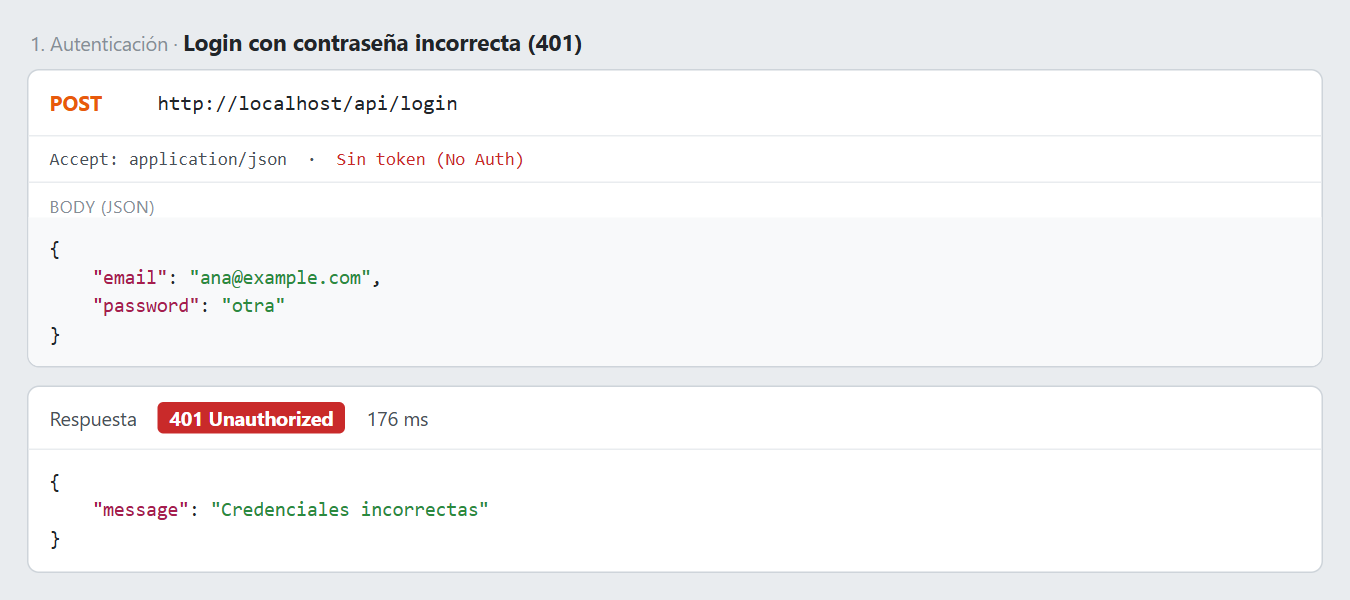 1. Autenticación · Login con contraseña incorrecta (401)
POST http://localhost/api/login
Accept: application/json · Sin token (No Auth)
BODY (JSON)
{
    "email": "ana@example.com",
    "password": "otra"
}
Respuesta 401 Unauthorized 176 ms
{
    "message": "Credenciales incorrectas"
}